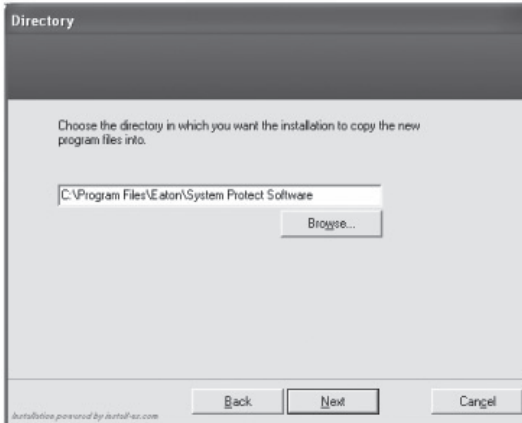 Directory
Choose the directory in which you want the installation to copy the new
program files into.
C:\Program Files\Eaton\System Protect Software
Browse...
Installation powered by install-us.com
Back
Next
Cancel